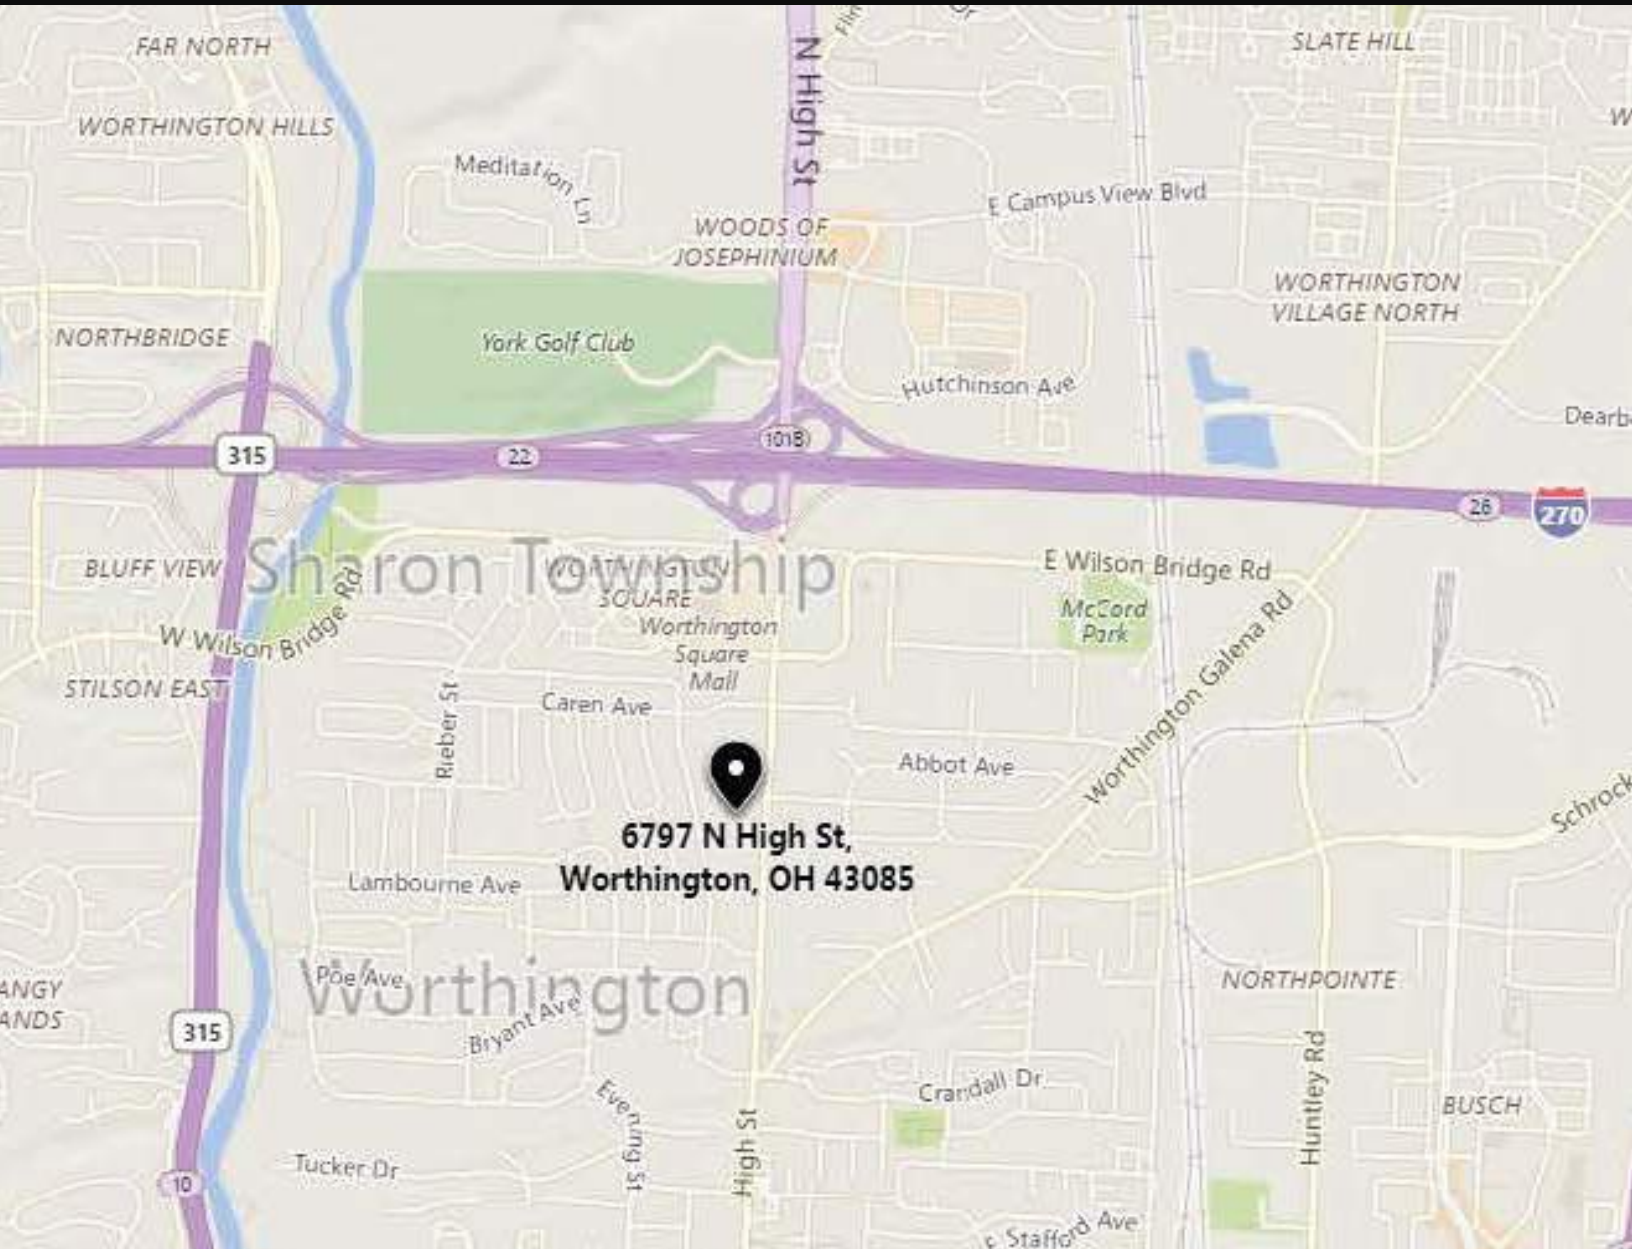 FAR NORTH
N High St
SLATE HILL
WORTHINGTON HILLS
Meditation Ln
E Campus View Blvd
WOODS OF
JOSEPHINIUM
WORTHINGTON
VILLAGE NORTH
NORTHBRIDGE
York Golf Club
Hutchinson Ave
315
22
101B
26
270
BLUFF VIEW
Sharon Township
WORTHINGTON
SQUARE
E Wilson Bridge Rd
McCord
Park
Worthington
Square
Mall
W Wilson Bridge Rd
STILSON EAST
Rieber St
Caren Ave
Abbot Ave
Worthington Galena Rd
Schrock
6797 N High St,
Worthington, OH 43085
Lambourne Ave
Poe Ave
Worthington
Bryant Ave
NORTHPOINTE
ANGY
ANDS
315
Evening St
High St
Crandall Dr
Huntley Rd
BUSCH
Tucker Dr
10
E Stafford Ave